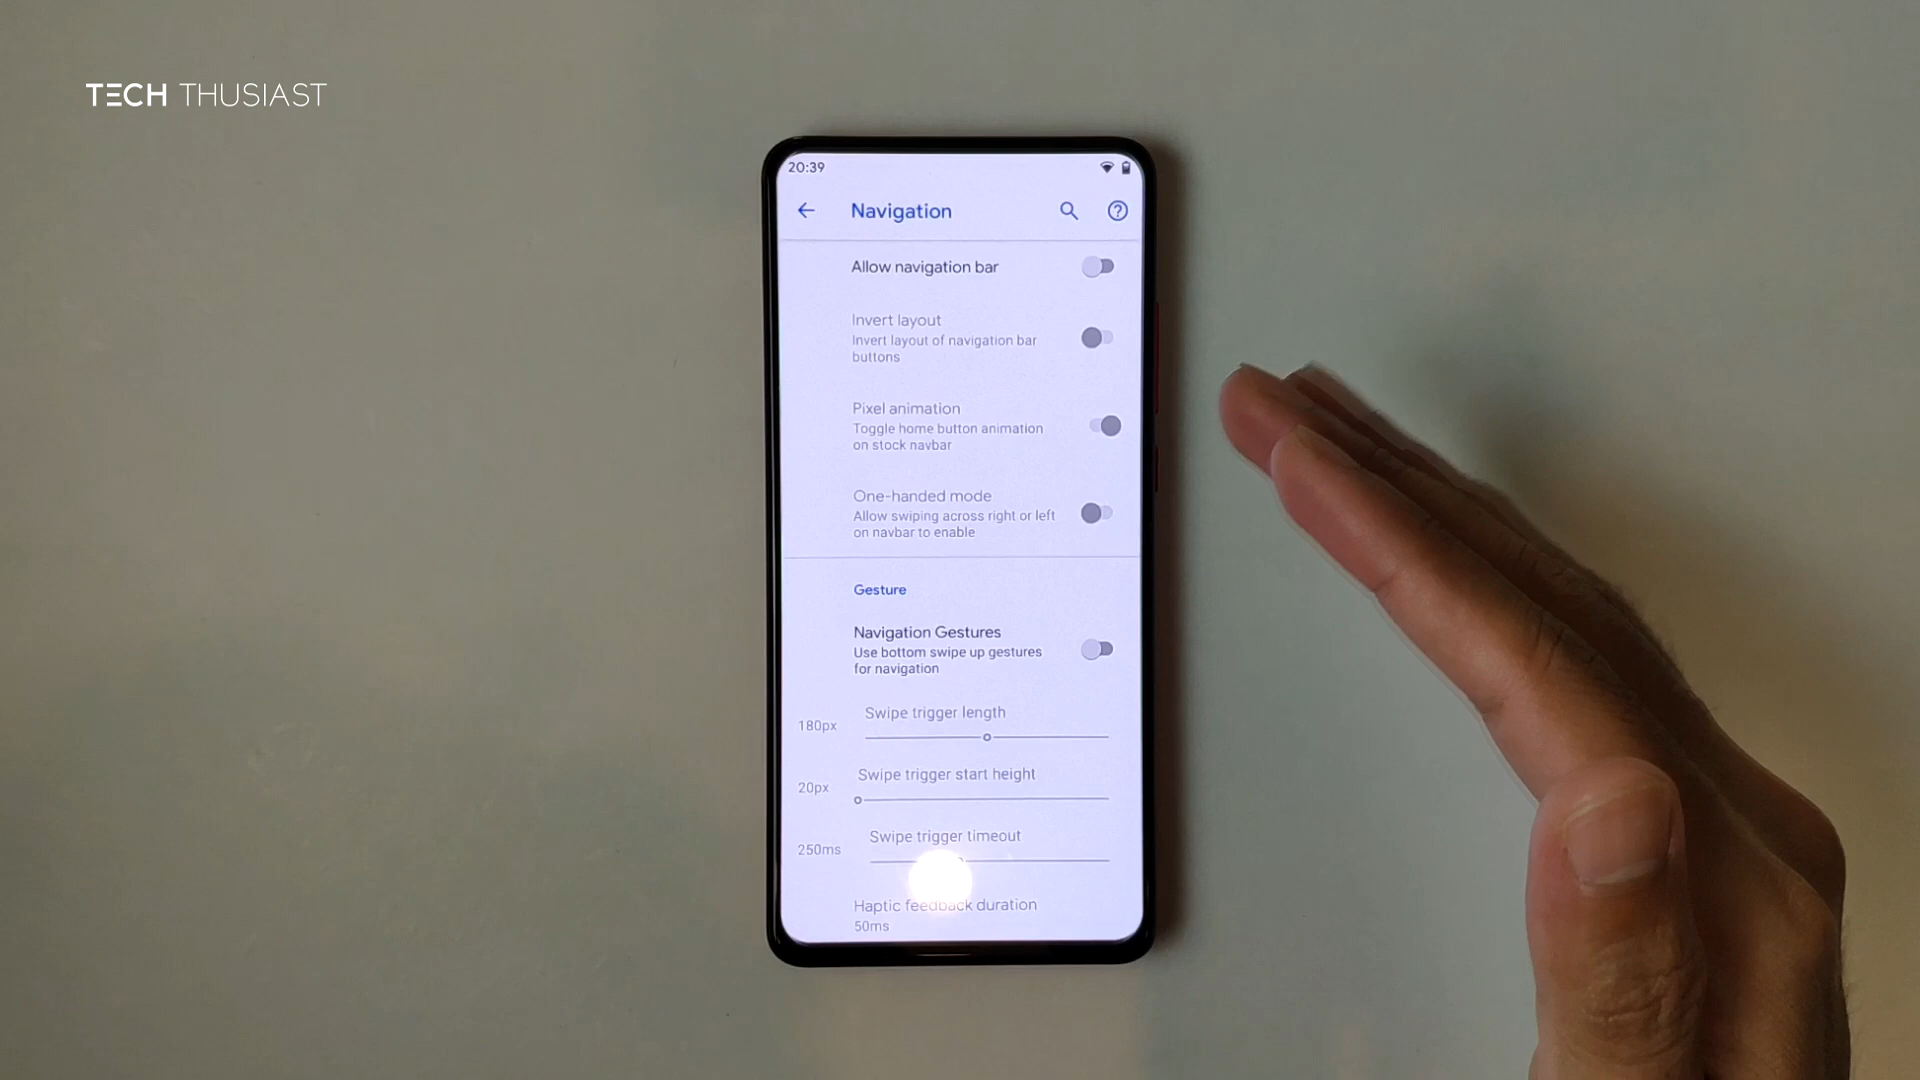 TECH THUSIAST
20:39
Navigation
Allow navigation bar
Invert layout
Invert layout of navigation bar
buttons
Pixel animation
Toggle home button animation
on stock navbar
One-handed mode
Allow swiping across right or left
on navbar to enable
Gesture
Navigation Gestures
Use bottom swipe up gestures
for navigation
Swipe trigger length
180px
Swipe trigger start height
20px
Swipe trigger timeout
250ms
Haptic feedback duration
50ms